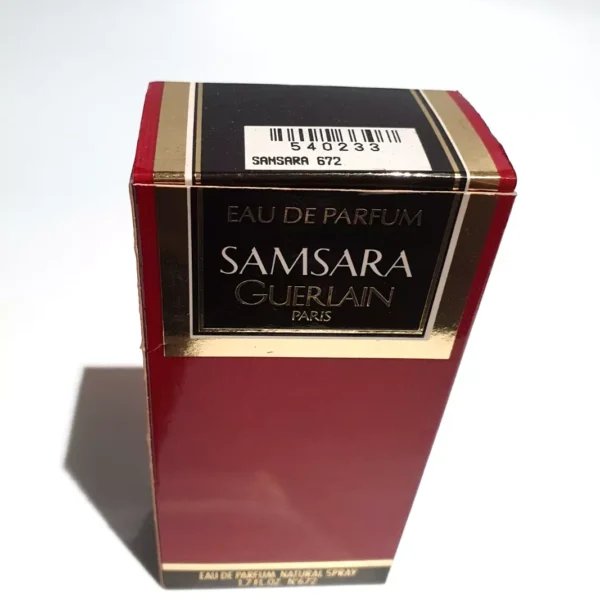 540233
SAMSARA 672
EAU DE PARFUM
SAMSARA
GUERLAIN
PARIS
EAU DE PARFUM NATURAL SPRAY
1.7 FL.OZ N°672